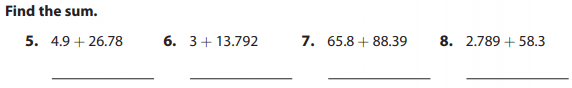 Find the sum.
5. 4.9 + 26.78 6. 3 + 13.792 7. 65.8 + 88.39 8. 2.789 + 58.3